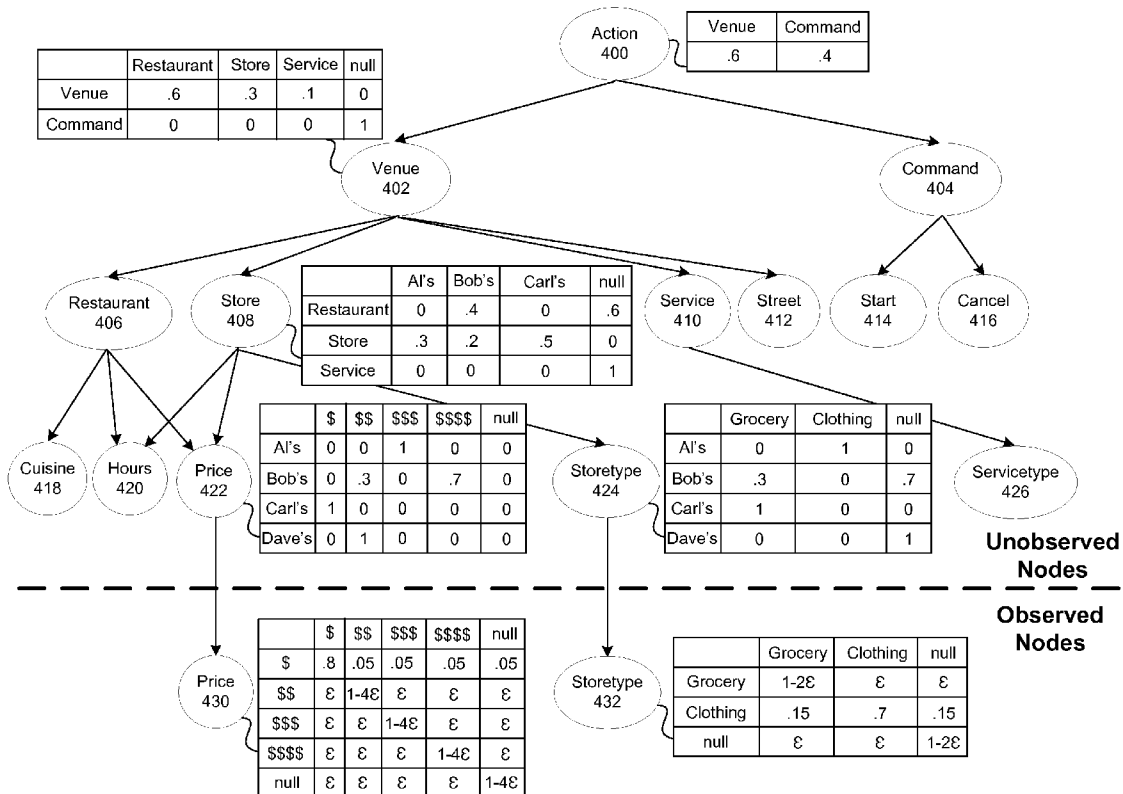 Action
400
Venue Command
.6 .4
Restaurant Store Service null
Venue .6 .3 .1 0
Command 0 0 0 1
Venue
402
Command
404
Restaurant
406
Store
408
Al's Bob's Carl's null
Restaurant 0 .4 0 .6
Store .3 .2 .5 0
Service 0 0 0 1
Service
410
Street
412
Start
414
Cancel
416
Cuisine
418
Hours
420
Price
422
$ $$ $$$ $$$$ null
Al's 0 0 1 0 0
Bob's 0 .3 0 .7 0
Carl's 1 0 0 0 0
Dave's 0 1 0 0 0
Storetype
424
Grocery Clothing null
Al's 0 1 0
Bob's .3 0 .7
Carl's 1 0 0
Dave's 0 0 1
Servicetype
426
Unobserved
Nodes
Observed
Nodes
Price
430
$ $$ $$$ $$$$ null
$ .8 .05 .05 .05 .05
$$ ε 1-4ε ε ε ε
$$$ ε ε 1-4ε ε ε
$$$$ ε ε ε 1-4ε ε
null ε ε ε ε 1-4ε
Storetype
432
Grocery Clothing null
Grocery 1-2ε ε ε
Clothing .15 .7 .15
null ε ε 1-2ε